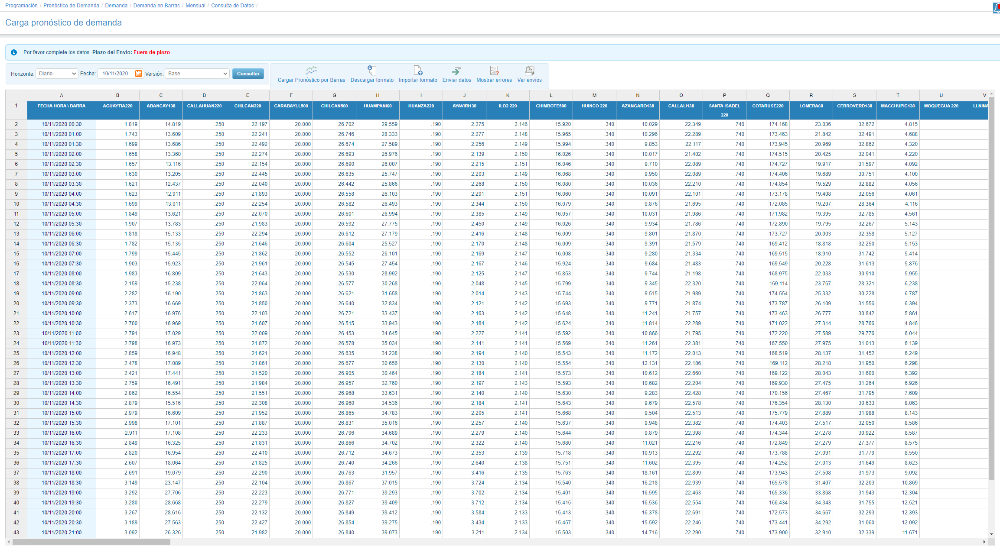 Programación / Pronóstico de Demanda / Demanda / Demanda en Barras / Mensual / Consulta de Datos /
Carga pronóstico de demanda
Por favor complete los datos. Plazo del Envio: Fuera de plazo
Horizonte: Diario Fecha: 10/11/2020 Versión: Base Consultar
Cargar Pronóstico por Barras Descargar formato Importar formato Enviar datos Mostrar errores Ver envíos
A B C D E F G H I J K L M N O P Q R S T U V
1 FECHA HORA \ BARRA AGUAYTIA220 ABANCAY138 CALLAHUAN220 CHILCAN220 CARABAYLL500 CHILCAN500 HUAMPANI60 HUANZA220 AYAVIRI138 ILO2 220 CHIMBOTE500 HUINCO 220 AZANGARO138 CALLALI138 SANTA ISABEL 220 COTARUSE220 LOMERA60 CERROVERD138 MACCHUPIC138 MOQUEGUA 220 LLNINA
2 10/11/2020 00:30 1.819 14.819 .250 22.197 20.000 26.702 29.559 .190 2.275 2.146 15.920 .340 10.029 22.349 .740 174.168 23.036 32.672 4.815
3 10/11/2020 01:00 1.743 13.609 .250 22.241 20.000 26.746 28.333 .190 2.277 2.148 15.965 .340 10.296 22.289 .740 173.463 21.842 32.491 4.688
4 10/11/2020 01:30 1.699 13.686 .250 22.492 20.000 26.674 27.589 .190 2.256 2.149 15.994 .340 9.853 22.117 .740 173.945 20.969 32.862 4.320
5 10/11/2020 02:00 1.658 13.360 .250 22.274 20.000 26.693 26.976 .190 2.139 2.150 16.026 .340 10.017 21.402 .740 174.515 20.425 32.041 4.220
6 10/11/2020 02:30 1.657 13.116 .250 22.154 20.000 26.690 26.007 .190 2.215 2.151 16.046 .340 9.710 22.089 .740 174.727 19.917 31.597 4.092
7 10/11/2020 03:00 1.630 13.205 .250 22.445 20.000 26.635 25.747 .190 2.203 2.149 16.068 .340 9.950 22.089 .740 174.406 19.689 30.751 4.100
8 10/11/2020 03:30 1.621 12.437 .250 22.040 20.000 26.442 25.866 .190 2.268 2.150 16.080 .340 10.036 22.210 .740 174.854 19.529 32.882 4.056
9 10/11/2020 04:00 1.623 12.911 .250 21.893 20.000 26.558 26.103 .190 2.291 2.151 16.060 .340 10.091 22.101 .740 173.178 19.408 32.056 4.061
10 10/11/2020 04:30 1.699 13.011 .250 22.254 20.000 26.582 26.493 .190 2.344 2.150 16.079 .340 9.876 21.695 .740 172.085 19.207 28.364 4.116
11 10/11/2020 05:00 1.849 13.621 .250 22.070 20.000 26.601 26.994 .190 2.385 2.149 16.057 .340 10.031 21.986 .740 171.982 19.395 32.785 4.561
12 10/11/2020 05:30 1.907 13.783 .250 21.983 20.000 26.592 27.775 .190 2.450 2.149 16.026 .340 9.934 21.786 .740 172.890 19.795 32.267 5.143
13 10/11/2020 06:00 1.818 15.133 .250 22.294 20.000 26.612 27.179 .190 2.416 2.148 16.009 .340 9.801 21.870 .740 173.727 20.003 32.358 5.127
14 10/11/2020 06:30 1.782 15.135 .250 21.646 20.000 26.604 25.527 .190 2.170 2.148 16.009 .340 9.391 21.579 .740 169.412 18.818 32.250 5.153
15 10/11/2020 07:00 1.799 15.445 .250 21.862 20.000 26.552 26.101 .190 2.169 2.147 16.008 .340 9.280 21.334 .740 169.515 18.910 31.742 5.414
16 10/11/2020 07:30 1.903 15.923 .250 21.961 20.000 26.545 27.454 .190 2.167 2.146 15.924 .340 9.684 21.483 .740 169.549 20.228 31.613 5.876
17 10/11/2020 08:00 1.983 16.809 .250 21.643 20.000 26.530 28.992 .190 2.125 2.147 15.853 .340 9.744 21.198 .740 168.975 22.033 30.910 5.955
18 10/11/2020 08:30 2.159 15.238 .250 22.064 20.000 26.577 30.268 .190 2.048 2.145 15.799 .340 9.345 22.320 .740 169.114 23.767 28.321 6.238
19 10/11/2020 09:00 2.282 16.190 .250 21.863 20.000 26.621 31.658 .190 2.014 2.143 15.744 .340 9.515 21.989 .740 174.554 25.332 30.228 6.787
20 10/11/2020 09:30 2.373 16.669 .250 21.850 20.000 26.640 32.834 .190 2.121 2.142 15.693 .340 9.771 21.874 .740 173.787 26.109 31.556 6.394
21 10/11/2020 10:00 2.617 16.976 .250 22.103 20.000 26.721 33.437 .190 2.163 2.142 15.648 .340 11.241 21.757 .740 173.463 26.777 30.842 5.861
22 10/11/2020 10:30 2.700 16.969 .250 21.607 20.000 26.515 33.943 .190 2.184 2.142 15.624 .340 11.814 22.289 .740 171.022 27.314 28.766 4.846
23 10/11/2020 11:00 2.791 17.029 .250 22.009 20.000 26.453 34.645 .190 2.227 2.141 15.592 .340 10.866 21.795 .740 172.220 27.589 29.776 6.044
24 10/11/2020 11:30 2.798 16.973 .250 21.872 20.000 26.578 35.034 .190 2.141 2.141 15.569 .340 11.261 22.381 .740 167.550 27.975 31.013 6.139
25 10/11/2020 12:00 2.859 16.948 .250 21.621 20.000 26.635 34.238 .190 2.194 2.140 15.543 .340 11.172 22.013 .740 168.519 28.137 31.452 6.249
26 10/11/2020 12:30 2.478 17.089 .250 21.861 20.000 26.677 30.656 .190 2.130 2.140 15.554 .340 12.131 22.186 .740 169.112 28.218 31.950 6.298
27 10/11/2020 13:00 2.421 17.441 .250 21.520 20.000 26.905 30.464 .190 2.184 2.141 15.573 .340 10.612 22.660 .740 169.122 28.043 31.600 6.392
28 10/11/2020 13:30 2.759 16.491 .250 21.984 20.000 26.957 32.760 .190 2.197 2.143 15.593 .340 10.682 22.204 .740 169.930 27.475 31.264 6.926
29 10/11/2020 14:00 2.862 16.554 .250 21.551 20.000 26.968 33.631 .190 2.140 2.140 15.630 .340 9.283 22.428 .740 170.156 27.467 31.795 7.609
30 10/11/2020 14:30 2.879 15.516 .250 22.308 20.000 26.960 34.536 .190 2.184 2.141 15.643 .340 9.679 22.578 .740 176.354 28.130 30.633 8.063
31 10/11/2020 15:00 2.979 16.609 .250 21.952 20.000 26.865 34.783 .190 2.205 2.141 15.668 .340 9.504 22.513 .740 175.779 27.889 31.988 8.143
32 10/11/2020 15:30 2.998 17.101 .250 21.887 20.000 26.831 35.016 .190 2.257 2.140 15.637 .340 9.948 22.382 .740 174.403 27.517 32.050 8.586
33 10/11/2020 16:00 2.911 17.108 .250 22.233 20.000 26.796 34.689 .190 2.279 2.140 15.644 .340 9.879 22.398 .740 174.344 27.278 30.922 8.587
34 10/11/2020 16:30 2.849 16.325 .250 21.831 20.000 26.866 34.702 .190 2.322 2.140 15.680 .340 11.021 22.216 .740 172.849 27.279 27.377 8.575
35 10/11/2020 17:00 2.820 16.954 .250 22.410 20.000 26.712 34.673 .190 2.353 2.139 15.718 .340 10.913 22.292 .740 173.788 27.091 31.779 8.550
36 10/11/2020 17:30 2.607 18.064 .250 21.825 20.000 26.740 34.266 .190 2.640 2.138 15.751 .340 11.602 22.395 .740 174.252 27.013 31.649 8.623
37 10/11/2020 18:00 2.691 19.079 .250 22.290 20.000 26.763 31.957 .190 3.416 2.135 15.763 .340 18.161 22.809 .740 173.943 27.508 31.973 9.092
38 10/11/2020 18:30 3.149 23.147 .250 22.104 20.000 26.867 37.015 .190 3.724 2.134 15.540 .340 16.218 22.939 .740 165.578 31.407 32.203 10.869
39 10/11/2020 19:00 3.292 27.706 .250 22.223 20.000 26.771 39.293 .190 3.702 2.134 15.401 .340 16.595 22.463 .740 165.336 33.868 31.943 12.304
40 10/11/2020 19:30 3.280 28.668 .250 22.279 20.000 26.827 39.409 .190 3.712 2.134 15.415 .340 16.536 22.554 .740 166.434 34.343 31.755 12.521
41 10/11/2020 20:00 3.267 28.616 .250 22.132 20.000 26.849 39.412 .190 3.584 2.133 15.413 .340 16.378 22.691 .740 172.573 34.667 32.293 12.393
42 10/11/2020 20:30 3.189 27.563 .250 22.427 20.000 26.854 39.275 .190 3.434 2.133 15.457 .340 15.592 22.246 .740 173.441 34.292 31.060 12.092
43 10/11/2020 21:00 3.092 26.326 .250 21.982 20.000 26.840 39.073 .190 3.211 2.134 15.503 .340 14.716 22.290 .740 173.900 32.910 32.339 11.671